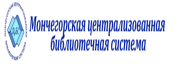 Мончегорская централизованная
библиотечная система